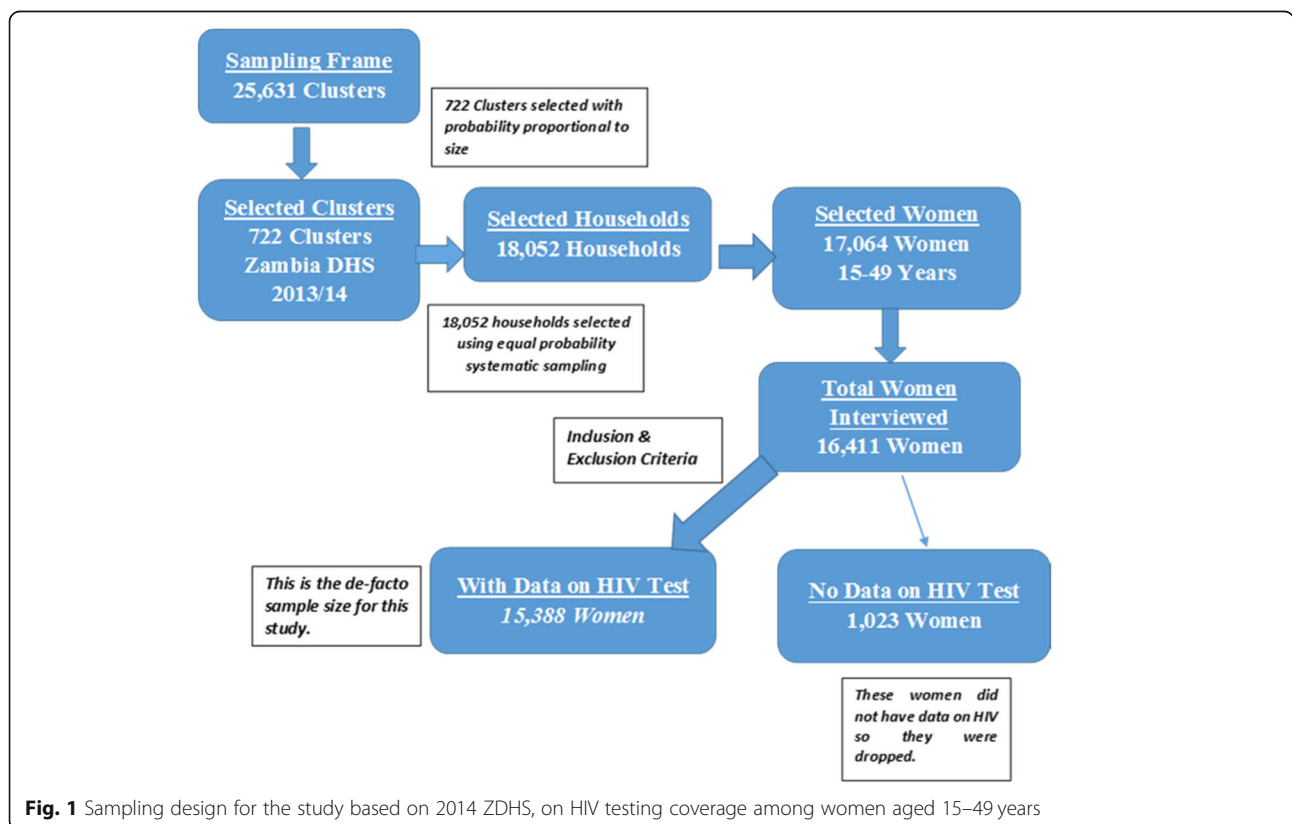 Sampling Frame
25,631 Clusters
722 Clusters selected with
probability proportional to
size
Selected Clusters
722 Clusters
Zambia DHS
2013/14
Selected Households
18,052 Households
Selected Women
17,064 Women
15-49 Years
18,052 households selected
using equal probability
systematic sampling
Total Women
Interviewed
16,411 Women
Inclusion &
Exclusion Criteria
This is the de-facto
sample size for this
study.
With Data on HIV Test
15,388 Women
No Data on HIV Test
1,023 Women
These women did
not have data on HIV
so they were
dropped.
Fig. 1 Sampling design for the study based on 2014 ZDHS, on HIV testing coverage among women aged 15–49 years